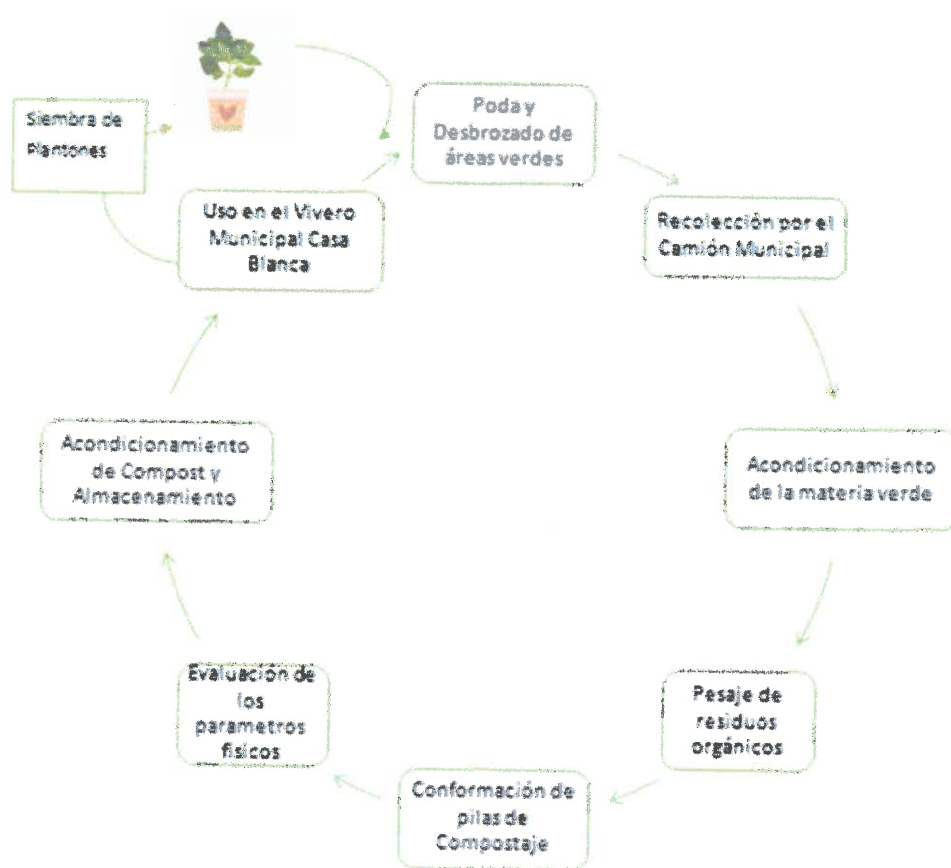 Siembra de
Plantones
Poda y
Desbrozado de
áreas verdes
Uso en el Vivero
Municipal Casa
Blanca
Recolección por el
Camión Municipal
Acondicionamiento
de Compost y
Almacenamiento
Acondicionamiento
de la materia verde
Evaluación de
los
parametros
fisicos
Pesaje de
residuos
orgánicos
Conformación de
pilas de
Compostaje